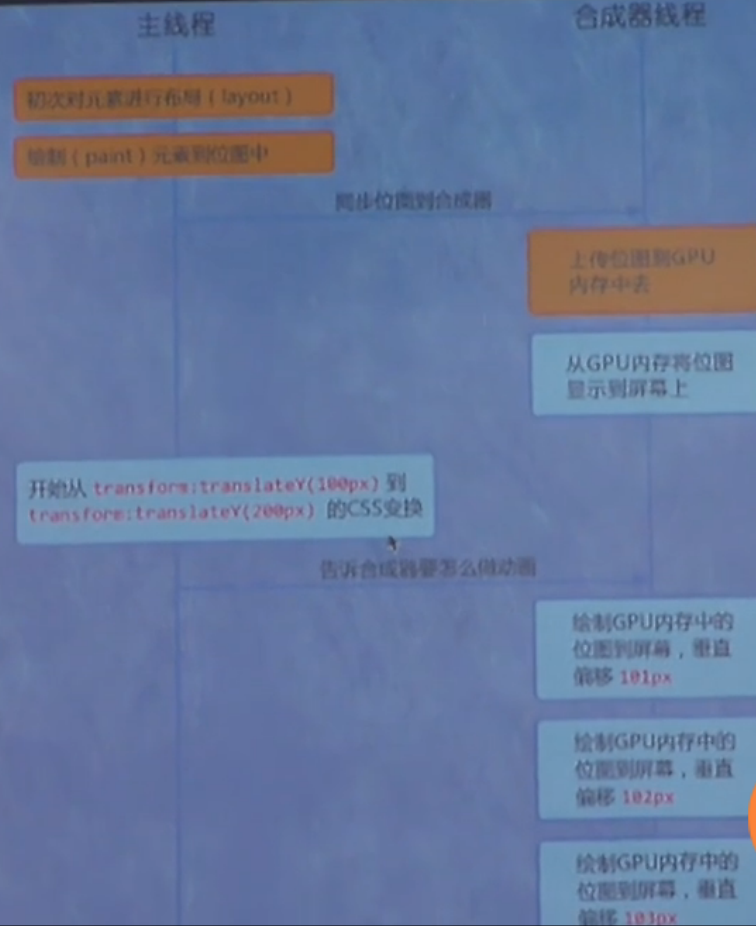 主线程
合成器线程
初次对元素进行布局（layout）
绘制（paint）元素到位图中
同步位图到合成器
上传位图到GPU
内存中去
从GPU内存将位图
显示到屏幕上
开始从 transform:translateY(100px) 到
transform:translateY(200px) 的CSS变换
告诉合成器要怎么做动画
绘制GPU内存中的
位图到屏幕，垂直
偏移 101px
绘制GPU内存中的
位图到屏幕，垂直
偏移 102px
绘制GPU内存中的
位图到屏幕，垂直
偏移 103px